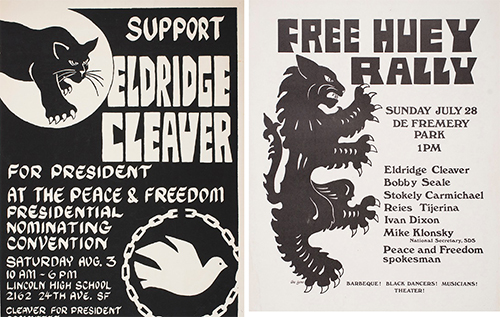 SUPPORT
ELDRIDGE
CLEAVER
FOR PRESIDENT
AT THE PEACE & FREEDOM
PRESIDENTIAL
NOMINATING
CONVENTION
SATURDAY AUG. 3
10 AM - 6 PM
LINCOLN HIGH SCHOOL
2162 24TH AVE. SF
CLEAVER FOR PRESIDENT
FREE HUEY
RALLY
SUNDAY JULY 28
DE FREMERY
PARK
1PM
Eldridge Cleaver
Bobby Seale
Stokely Carmichael
Reies Tijerina
Ivan Dixon
Mike Klonsky
National Secretary, SDS
Peace and Freedom
spokesman
BARBEQUE! BLACK DANCERS! MUSICIANS!
THEATER!